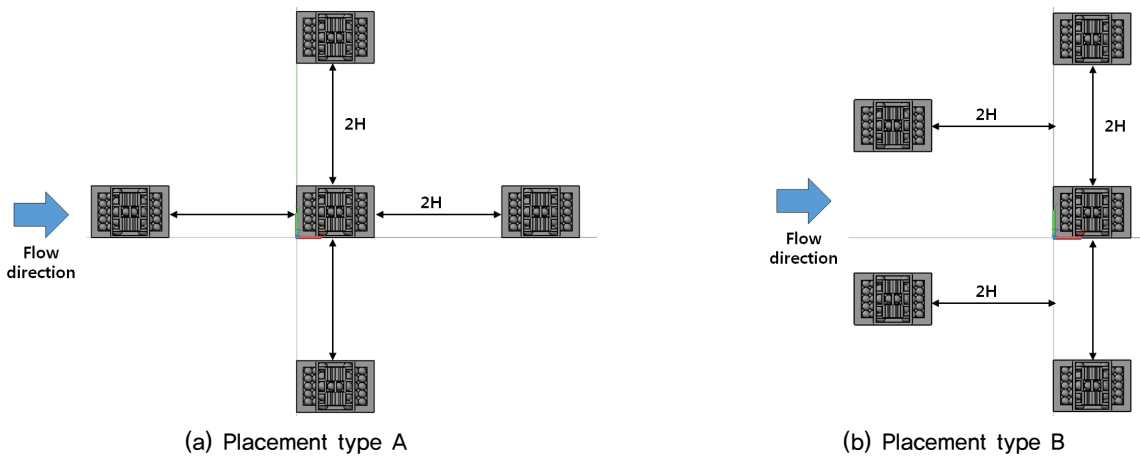 2H
2H
Flow
direction
(a) Placement type A
2H
2H
Flow
direction
2H
(b) Placement type B